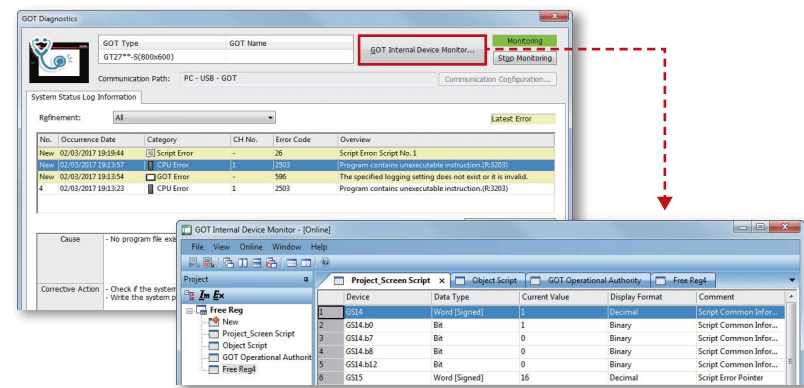 GOT Diagnostics
GOT Type GOT Name
GT27**-S(800x600)
GOT Internal Device Monitor...
Monitoring
Stop Monitoring
Communication Path: PC - USB - GOT
Communication Configuration...
System Status Log Information
Refinement: All
Latest Error
No. Occurrence Date Category CH No. Error Code Overview
New 02/03/2017 19:19:44 Script Error - 26 Script Error: Script No. 1
New 02/03/2017 19:13:57 CPU Error 1 2503 Program contains unexecutable instruction.(R:3203)
New 02/03/2017 19:13:54 GOT Error - 596 The specified logging setting does not exist or it is invalid.
4 02/03/2017 19:13:23 CPU Error 1 2503 Program contains unexecutable instruction.(R:3203)
Cause - No program file exis
Corrective Action - Check if the system
- Write the system p
GOT Internal Device Monitor - [Online]
File View Online Window Help
Project
Im Ex
Free Reg
New
Project_Screen Script
Object Script
GOT Operational Authorit
Free Reg4
Project_Screen Script x Object Script GOT Operational Authority Free Reg4
Device Data Type Current Value Display Format Comment
1 GS14 Word [Signed] 1 Decimal Script Common Infor...
2 GS14.b0 Bit 1 Binary Script Common Infor...
3 GS14.b7 Bit 0 Binary Script Common Infor...
4 GS14.b8 Bit 0 Binary Script Common Infor...
5 GS14.b12 Bit 0 Binary Script Common Infor...
6 GS15 Word [Signed] 16 Decimal Script Error Pointer